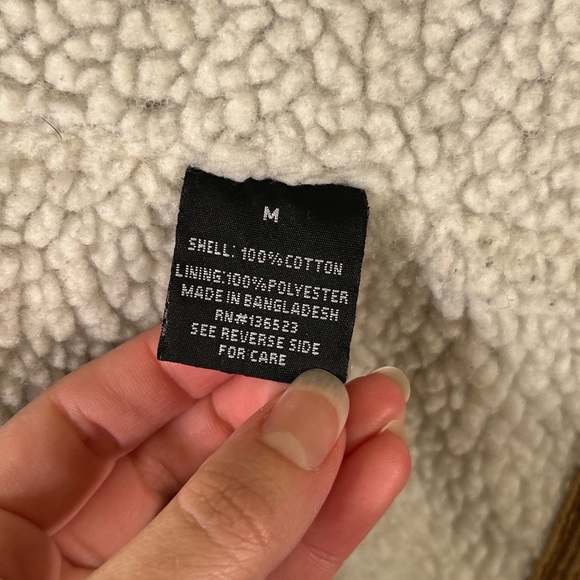 M
SHELL: 100% COTTON
LINING:100%POLYESTER
MADE IN BANGLADESH
RN#136523
SEE REVERSE SIDE
FOR CARE